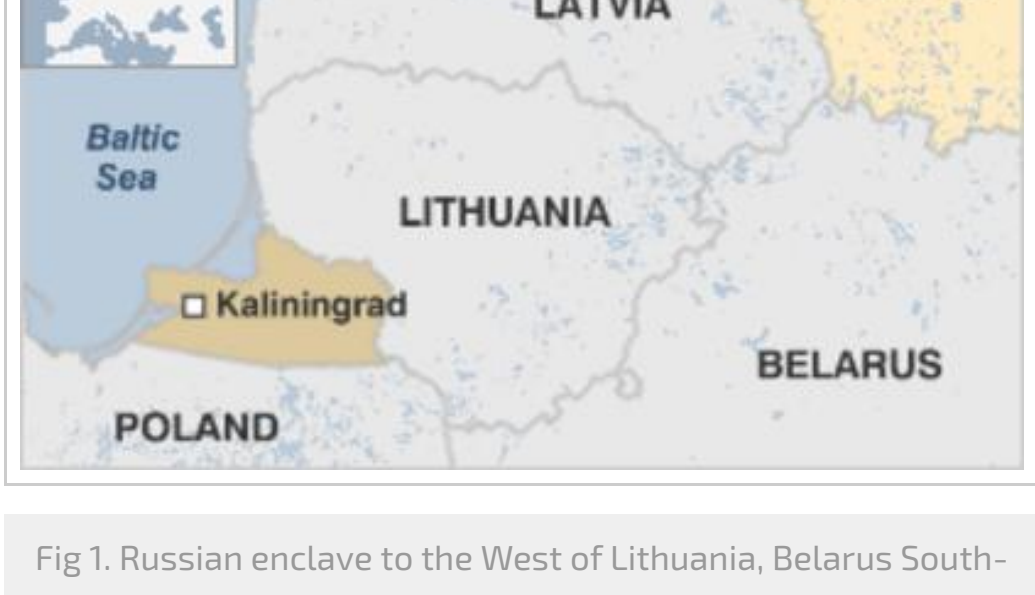 LATVIA
Baltic
Sea
LITHUANIA
Kaliningrad
BELARUS
POLAND
Fig 1. Russian enclave to the West of Lithuania, Belarus South-